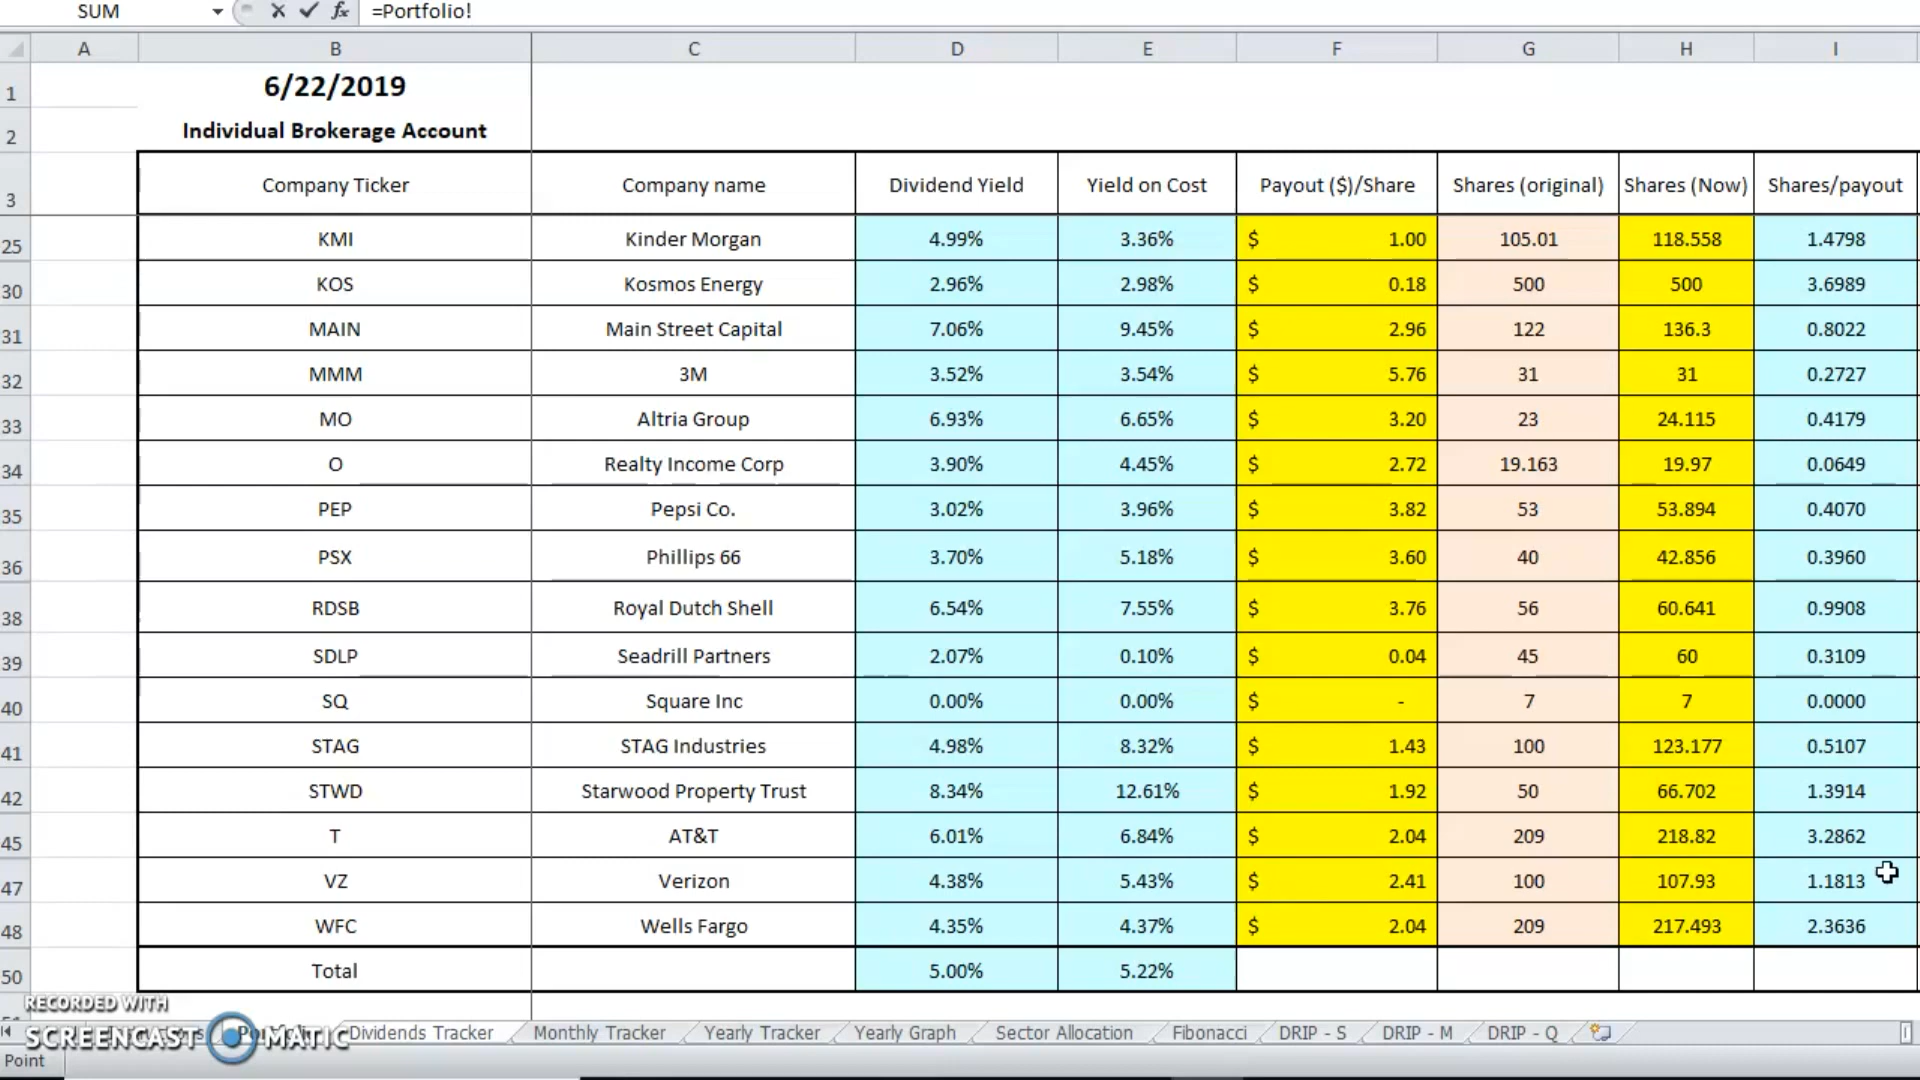 SUM =Portfolio!
A B C D E F G H I
1 6/22/2019
2 Individual Brokerage Account
3 Company Ticker Company name Dividend Yield Yield on Cost Payout ($)/Share Shares (original) Shares (Now) Shares/payout
25 KMI Kinder Morgan 4.99% 3.36% $ 1.00 105.01 118.558 1.4798
30 KOS Kosmos Energy 2.96% 2.98% $ 0.18 500 500 3.6989
31 MAIN Main Street Capital 7.06% 9.45% $ 2.96 122 136.3 0.8022
32 MMM 3M 3.52% 3.54% $ 5.76 31 31 0.2727
33 MO Altria Group 6.93% 6.65% $ 3.20 23 24.115 0.4179
34 O Realty Income Corp 3.90% 4.45% $ 2.72 19.163 19.97 0.0649
35 PEP Pepsi Co. 3.02% 3.96% $ 3.82 53 53.894 0.4070
36 PSX Phillips 66 3.70% 5.18% $ 3.60 40 42.856 0.3960
38 RDSB Royal Dutch Shell 6.54% 7.55% $ 3.76 56 60.641 0.9908
39 SDLP Seadrill Partners 2.07% 0.10% $ 0.04 45 60 0.3109
40 SQ Square Inc 0.00% 0.00% $ - 7 7 0.0000
41 STAG STAG Industries 4.98% 8.32% $ 1.43 100 123.177 0.5107
42 STWD Starwood Property Trust 8.34% 12.61% $ 1.92 50 66.702 1.3914
45 T AT&T 6.01% 6.84% $ 2.04 209 218.82 3.2862
47 VZ Verizon 4.38% 5.43% $ 2.41 100 107.93 1.1813
48 WFC Wells Fargo 4.35% 4.37% $ 2.04 209 217.493 2.3636
50 Total 5.00% 5.22%
RECORDED WITH
SCREENCAST MATIC
Dividends Tracker Monthly Tracker Yearly Tracker Yearly Graph Sector Allocation Fibonacci DRIP - S DRIP - M DRIP - Q
Point